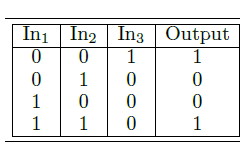 In₁ In₂ In₃ Output
0 0 1 1
0 1 0 0
1 0 0 0
1 1 0 1